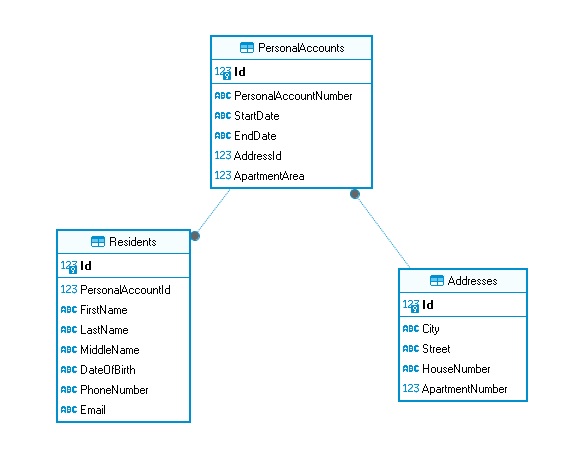 PersonalAccounts
123 Id
ABC PersonalAccountNumber
ABC StartDate
ABC EndDate
123 AddressId
123 ApartmentArea
Residents
123 Id
123 PersonalAccountId
ABC FirstName
ABC LastName
ABC MiddleName
ABC DateOfBirth
ABC PhoneNumber
ABC Email
Addresses
123 Id
ABC City
ABC Street
ABC HouseNumber
123 ApartmentNumber